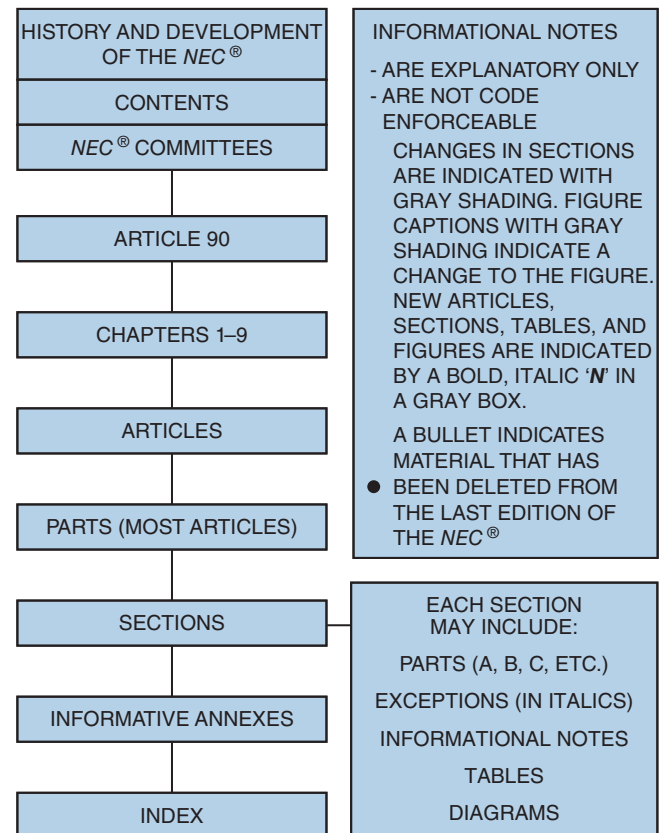 HISTORY AND DEVELOPMENT
OF THE NEC ®
CONTENTS
NEC ® COMMITTEES
ARTICLE 90
CHAPTERS 1–9
ARTICLES
PARTS (MOST ARTICLES)
SECTIONS
INFORMATIVE ANNEXES
INDEX
INFORMATIONAL NOTES
- ARE EXPLANATORY ONLY
- ARE NOT CODE
ENFORCEABLE
CHANGES IN SECTIONS
ARE INDICATED WITH
GRAY SHADING. FIGURE
CAPTIONS WITH GRAY
SHADING INDICATE A
CHANGE TO THE FIGURE.
NEW ARTICLES,
SECTIONS, TABLES, AND
FIGURES ARE INDICATED
BY A BOLD, ITALIC ‘N’ IN
A GRAY BOX.
A BULLET INDICATES
MATERIAL THAT HAS
● BEEN DELETED FROM
THE LAST EDITION OF
THE NEC ®
EACH SECTION
MAY INCLUDE:
PARTS (A, B, C, ETC.)
EXCEPTIONS (IN ITALICS)
INFORMATIONAL NOTES
TABLES
DIAGRAMS